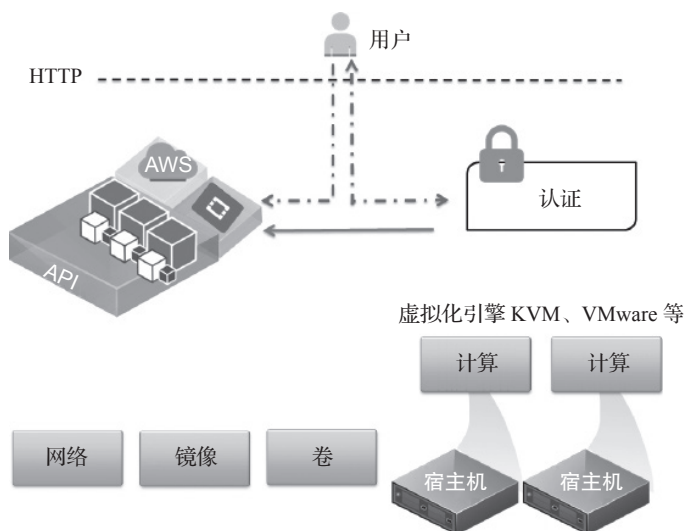 用户
HTTP
AWS
API
认证
虚拟化引擎 KVM、VMware 等
计算 计算
网络 镜像 卷
宿主机 宿主机